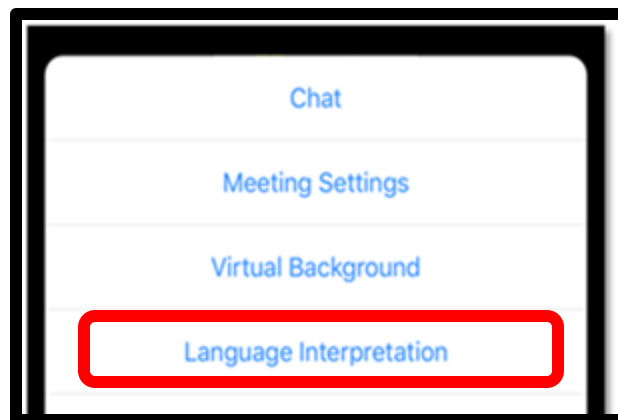 Chat
Meeting Settings
Virtual Background
Language Interpretation